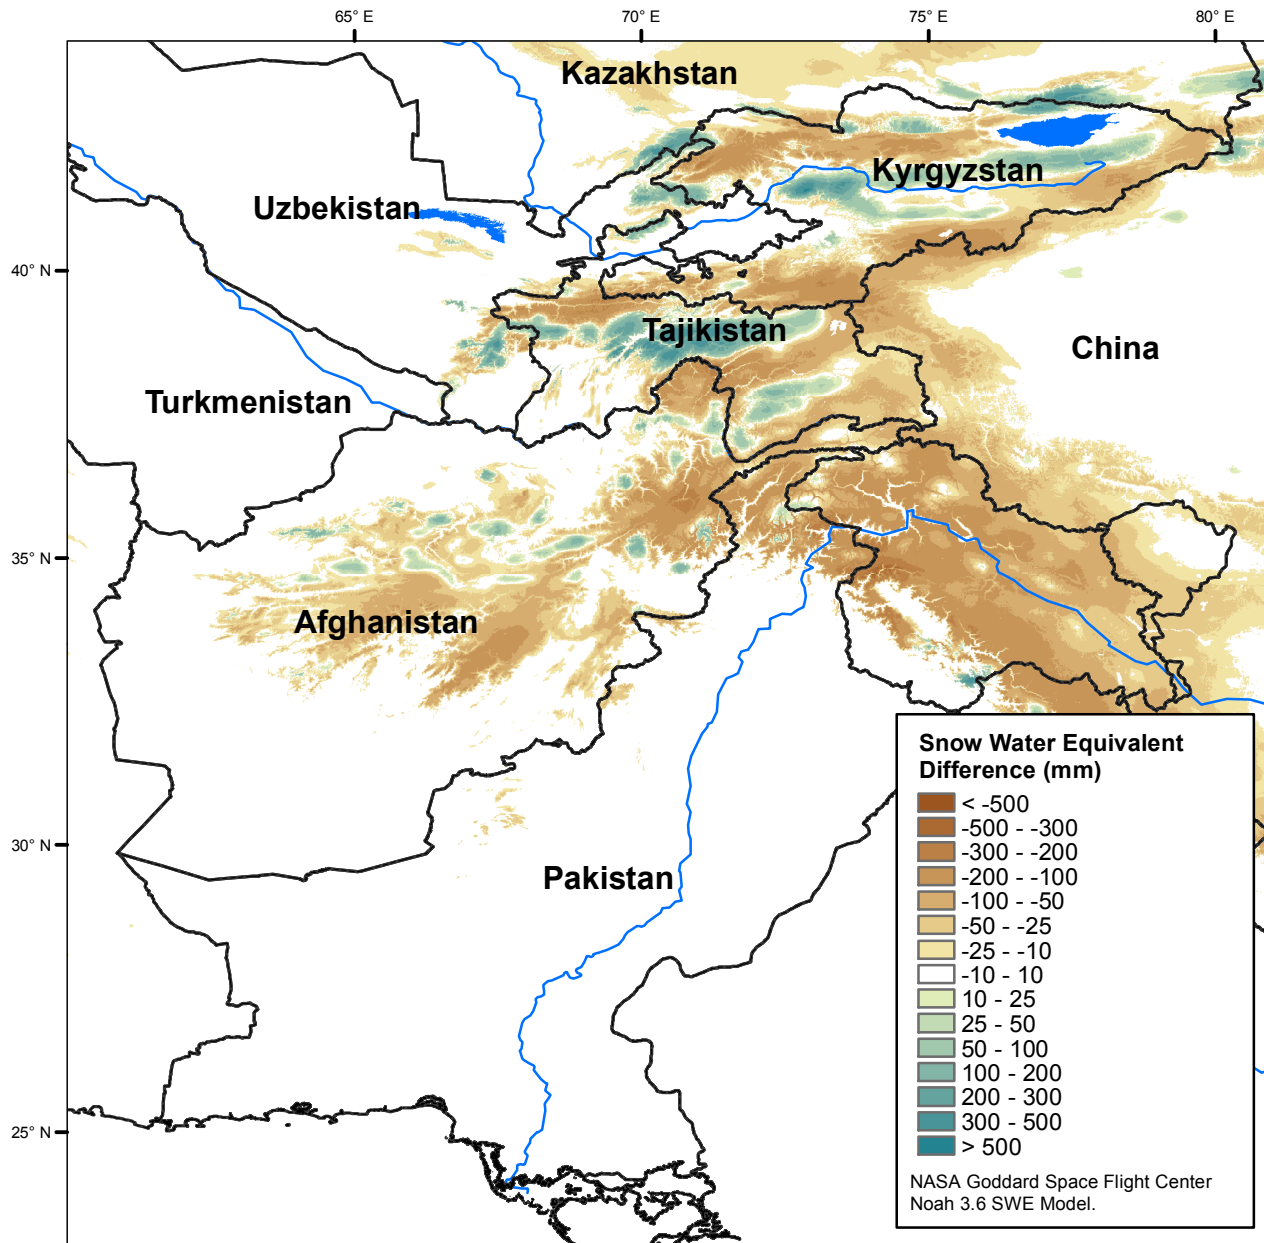 65° E
70° E
75° E
80° E
Kazakhstan
Kyrgyzstan
Uzbekistan
40° N
Tajikistan
China
Turkmenistan
35° N
Afghanistan
Snow Water Equivalent
Difference (mm)
< -500
-500 - -300
-300 - -200
-200 - -100
-100 - -50
-50 - -25
-25 - -10
-10 - 10
10 - 25
25 - 50
50 - 100
100 - 200
200 - 300
300 - 500
> 500
30° N
Pakistan
25° N
NASA Goddard Space Flight Center
Noah 3.6 SWE Model.